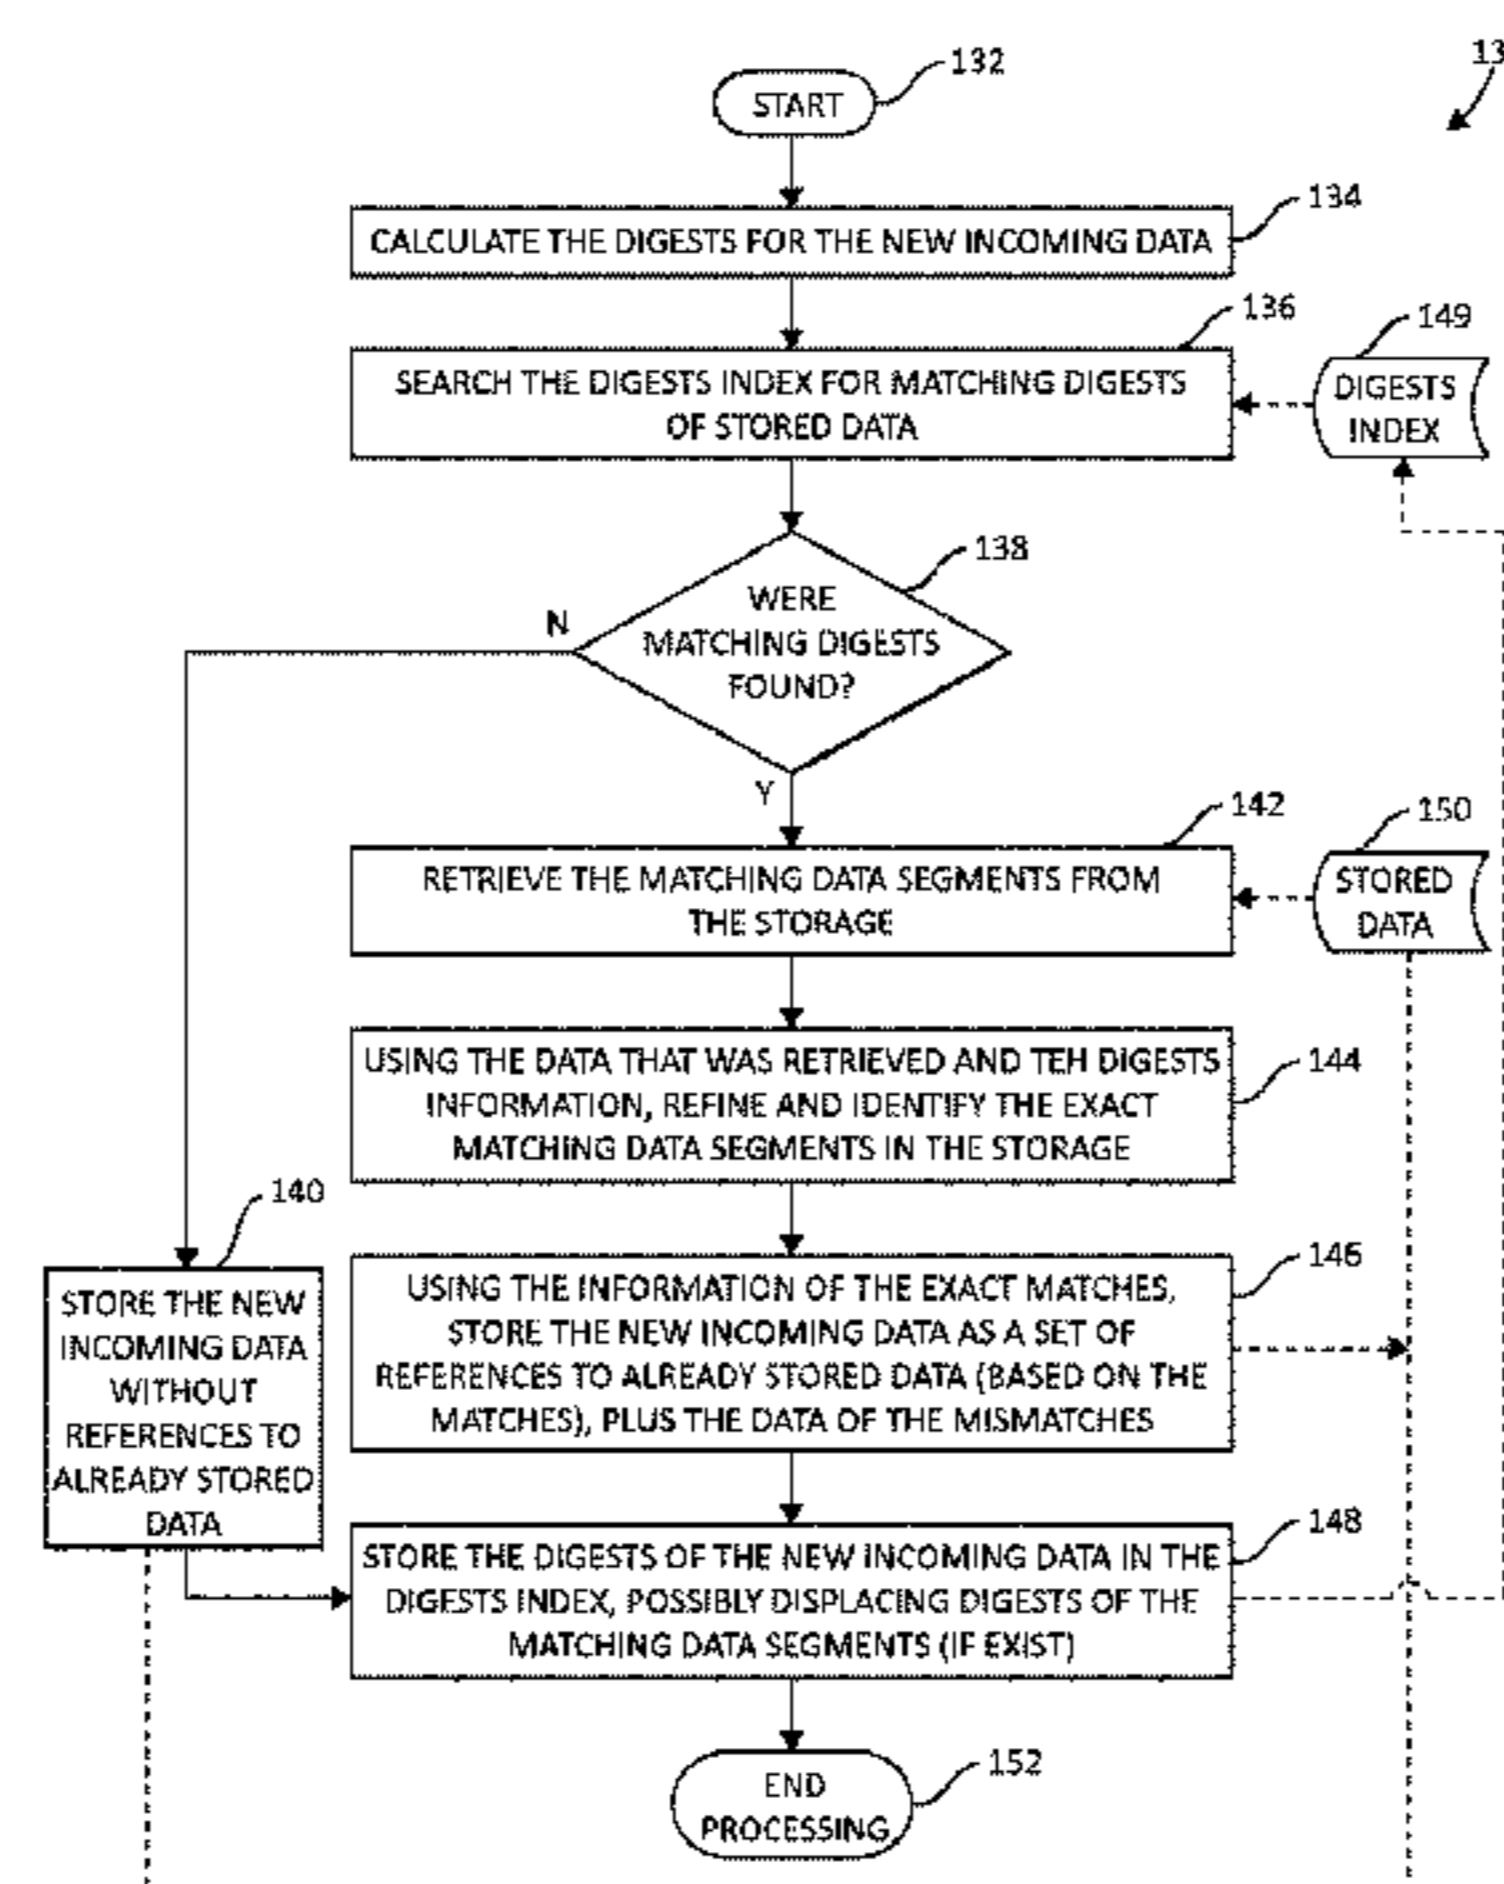 132
13
START
134
CALCULATE THE DIGESTS FOR THE NEW INCOMING DATA
136
149
SEARCH THE DIGESTS INDEX FOR MATCHING DIGESTS
OF STORED DATA
DIGESTS
INDEX
138
N
WERE
MATCHING DIGESTS
FOUND?
Y
142
150
RETRIEVE THE MATCHING DATA SEGMENTS FROM
THE STORAGE
STORED
DATA
144
USING THE DATA THAT WAS RETRIEVED AND TEH DIGESTS
INFORMATION, REFINE AND IDENTIFY THE EXACT
MATCHING DATA SEGMENTS IN THE STORAGE
140
STORE THE NEW
INCOMING DATA
WITHOUT
REFERENCES TO
ALREADY STORED
DATA
146
USING THE INFORMATION OF THE EXACT MATCHES,
STORE THE NEW INCOMING DATA AS A SET OF
REFERENCES TO ALREADY STORED DATA (BASED ON THE
MATCHES), PLUS THE DATA OF THE MISMATCHES
148
STORE THE DIGESTS OF THE NEW INCOMING DATA IN THE
DIGESTS INDEX, POSSIBLY DISPLACING DIGESTS OF THE
MATCHING DATA SEGMENTS (IF EXIST)
152
END
PROCESSING